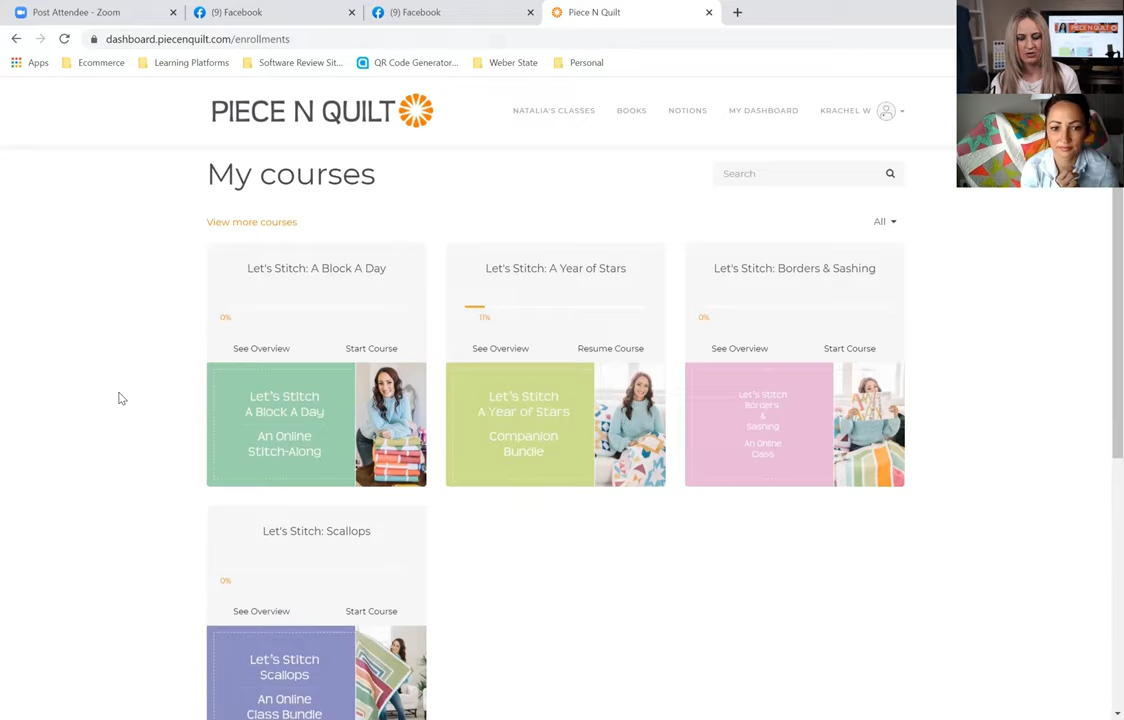 Post Attendee - Zoom
(9) Facebook
(9) Facebook
Piece N Quilt
dashboard.piecenquilt.com/enrollments
Apps
Ecommerce
Learning Platforms
Software Review Sit...
QR Code Generator...
Weber State
Personal
PIECE N QUILT
NATALIA'S CLASSES
BOOKS
NOTIONS
MY DASHBOARD
KRACHEL W
My courses
Search
View more courses
All
Let's Stitch: A Block A Day
Let's Stitch: A Year of Stars
Let's Stitch: Borders & Sashing
0%
11%
0%
See Overview
Start Course
See Overview
Resume Course
See Overview
Start Course
Let's Stitch
A Block A Day
An Online
Stitch-Along
Let's Stitch
A Year of Stars
Companion
Bundle
Let's Stitch
Borders
&
Sashing
An Online
Class
Let's Stitch: Scallops
0%
See Overview
Start Course
Let's Stitch
Scallops
An Online
Class Bundle